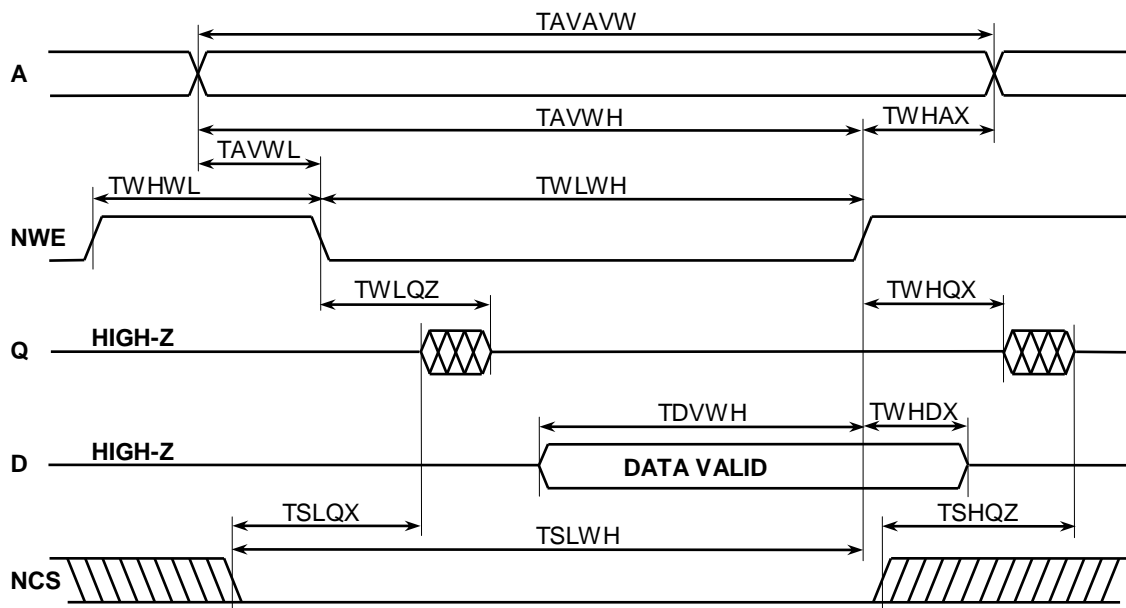 TAVAVW
A
TAVWH
TWHAX
TAVWL
TWHWL
TWLWH
NWE
TWLQZ
TWHQX
HIGH-Z
Q
TDVWH
TWHDX
HIGH-Z
D
DATA VALID
TSLQX
TSHQZ
TSLWH
NCS